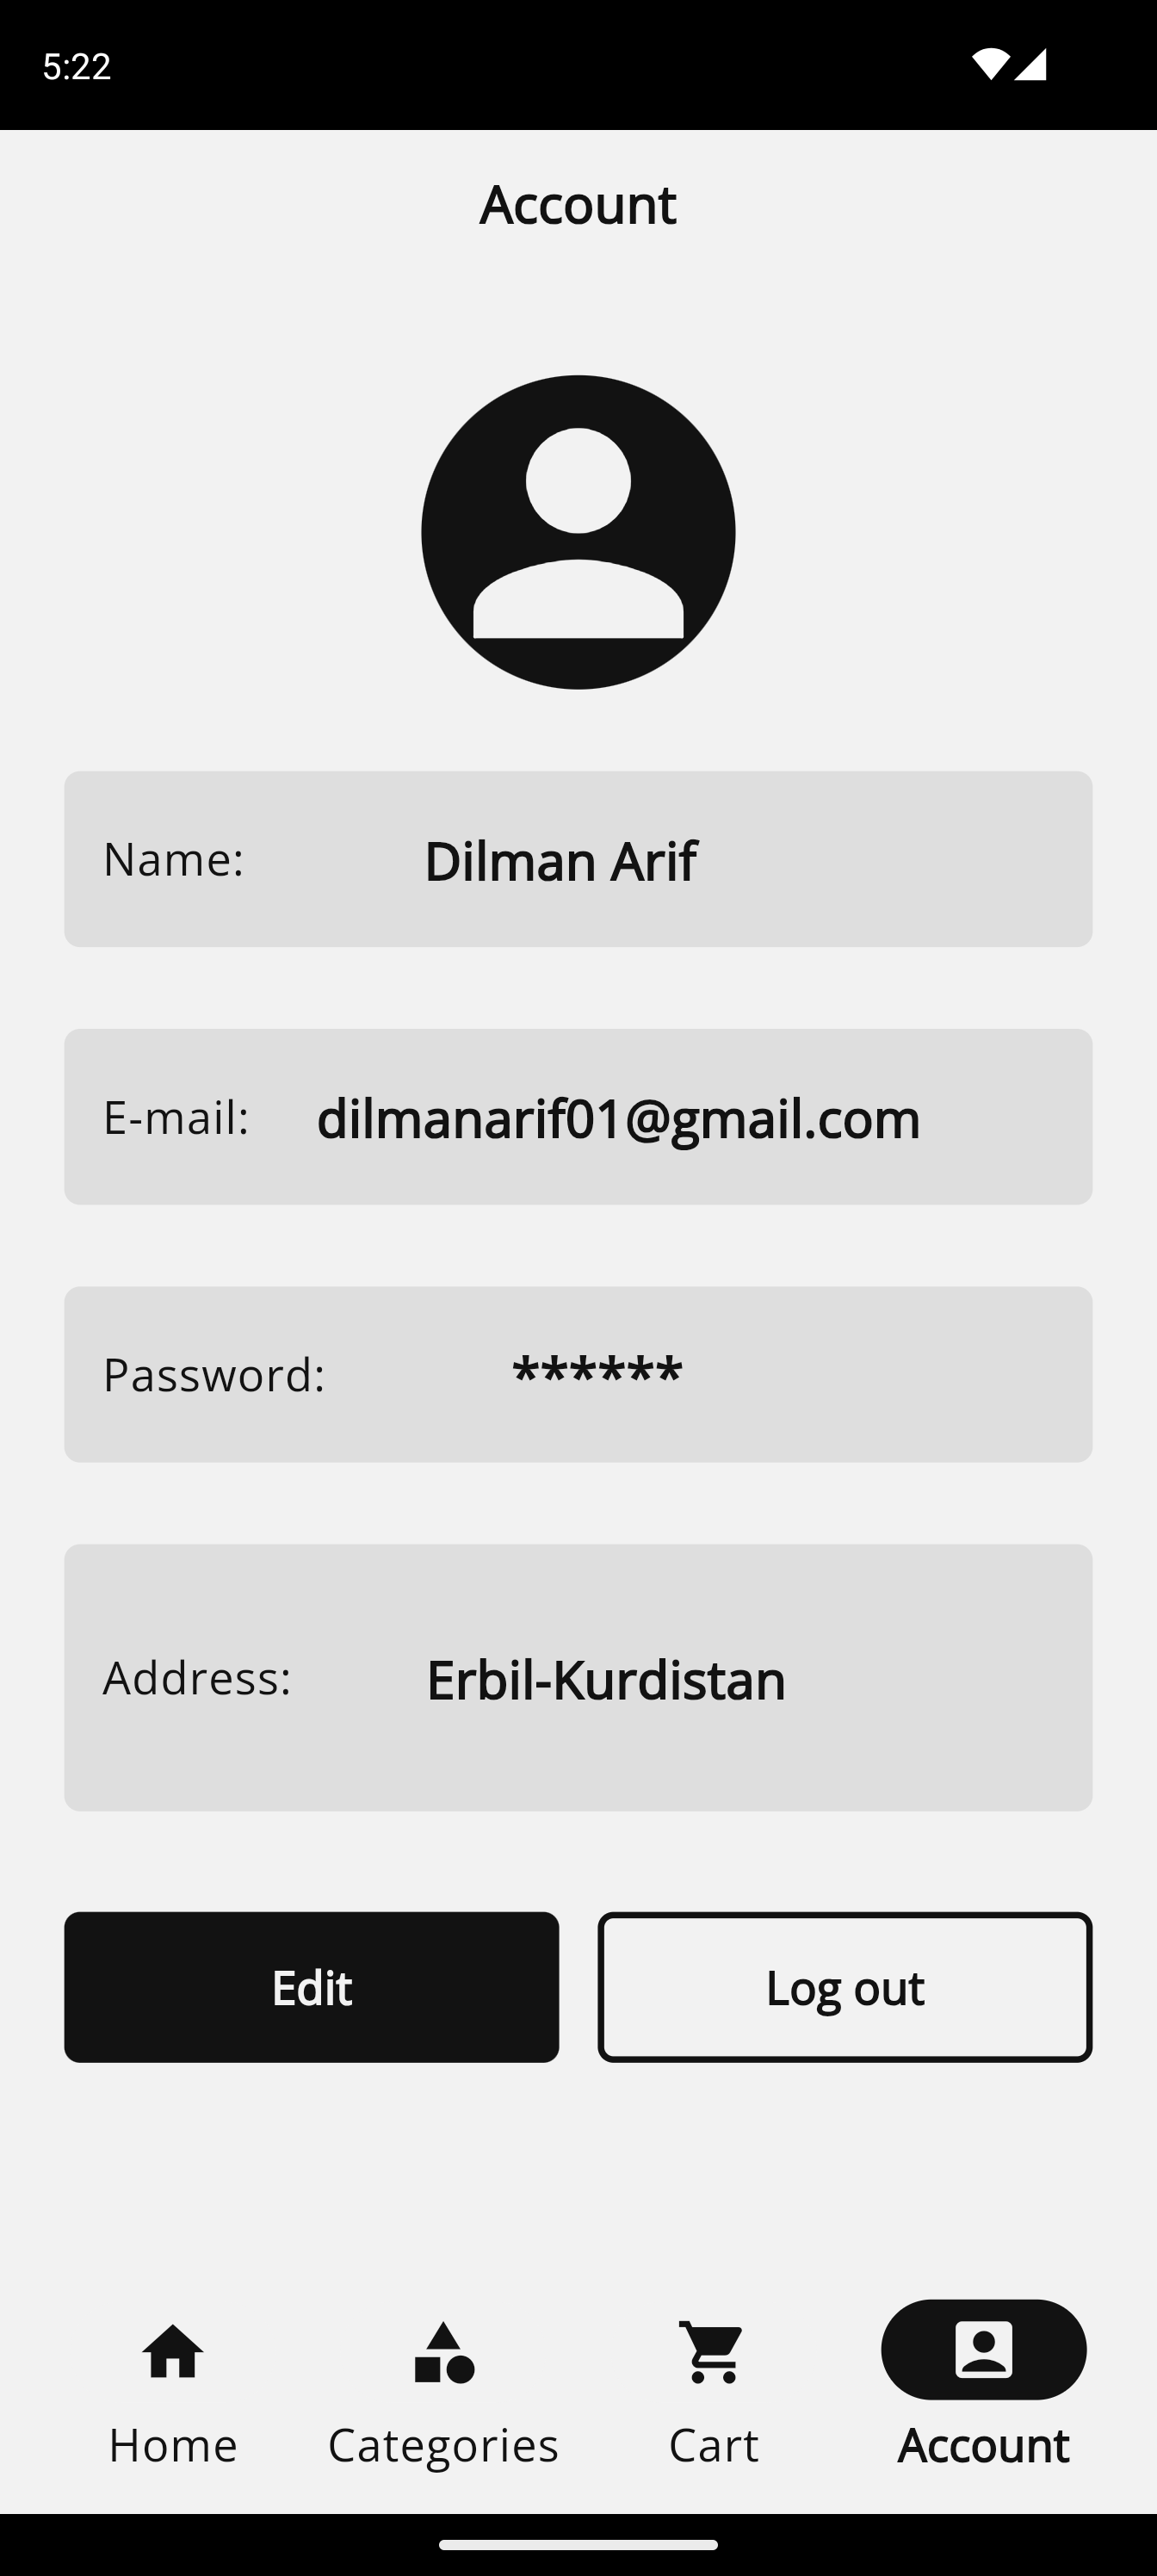 5:22
Account
Name: Dilman Arif
E-mail: dilmanarif01@gmail.com
Password: ******
Address: Erbil-Kurdistan
Edit Log out
Home Categories Cart Account